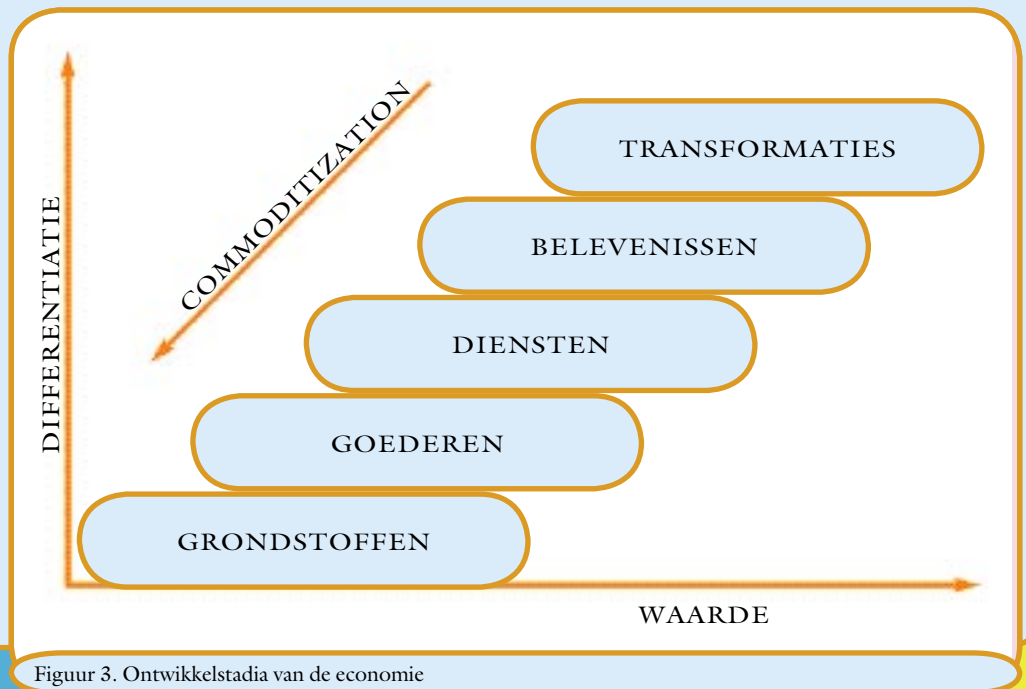 DIFFERENTIATIE
COMMODITIZATION
TRANSFORMATIES
BELEVENISSEN
DIENSTEN
GOEDEREN
GRONDSTOFFEN
WAARDE
Figuur 3. Ontwikkelstadia van de economie